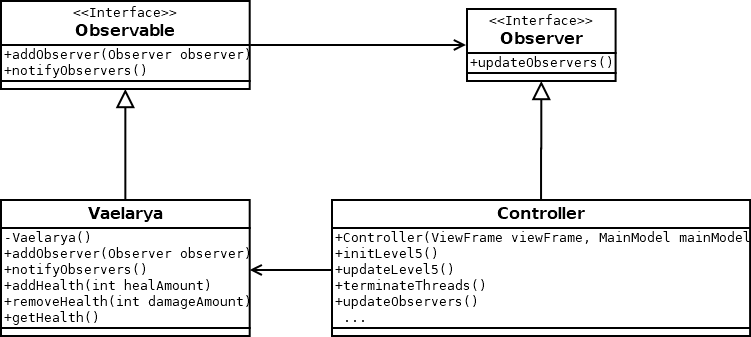 <<Interface>>
Observable
+addObserver(Observer observer)
+notifyObservers()
<<Interface>>
Observer
+updateObservers()
Vaelarya
-Vaelarya()
+addObserver(Observer observer)
+notifyObservers()
+addHealth(int healAmount)
+removeHealth(int damageAmount)
+getHealth()
Controller
+Controller(ViewFrame viewFrame, MainModel mainModel
+initLevel5()
+updateLevel5()
+terminateThreads()
+updateObservers()
...